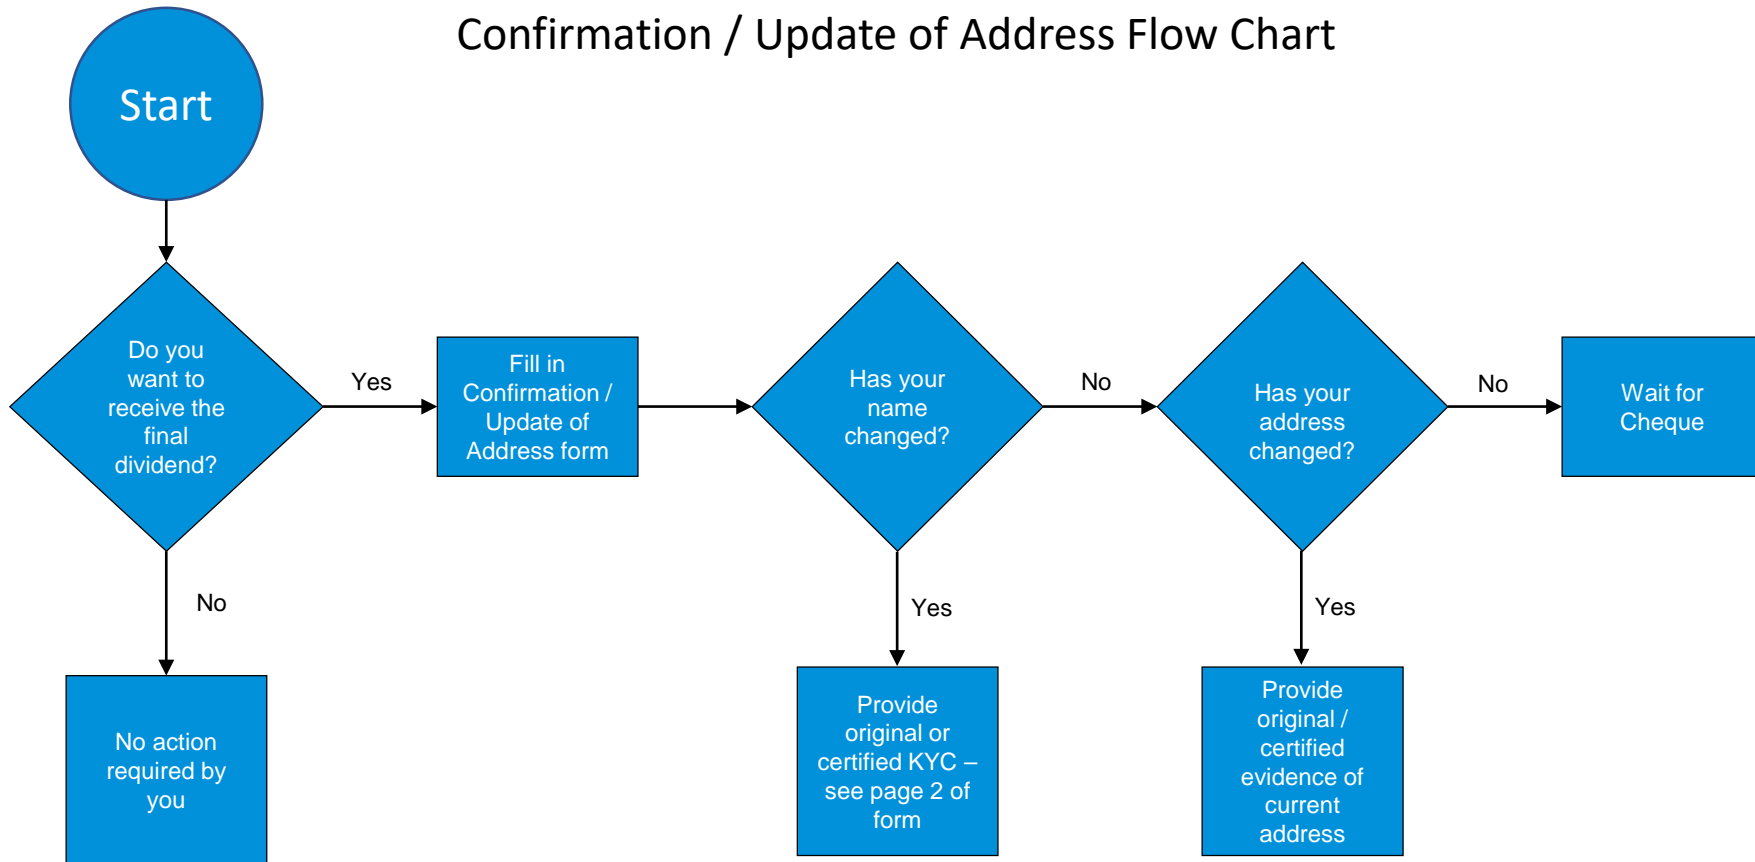 Confirmation / Update of Address Flow Chart
Start
Do you
want to
receive the
final
dividend?
Yes
Fill in
Confirmation /
Update of
Address form
Has your
name
changed?
No
Has your
address
changed?
No
Wait for
Cheque
No
Yes
Yes
No action
required by
you
Provide
original or
certified KYC –
see page 2 of
form
Provide
original /
certified
evidence of
current
address